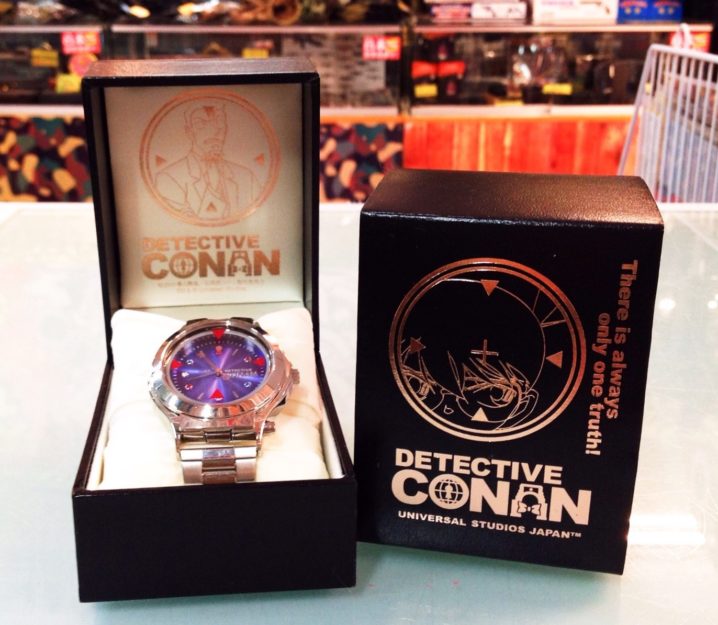 DETECTIVE
CONAN
There is always
only one truth!
DETECTIVE
CONAN
UNIVERSAL STUDIOS JAPAN™